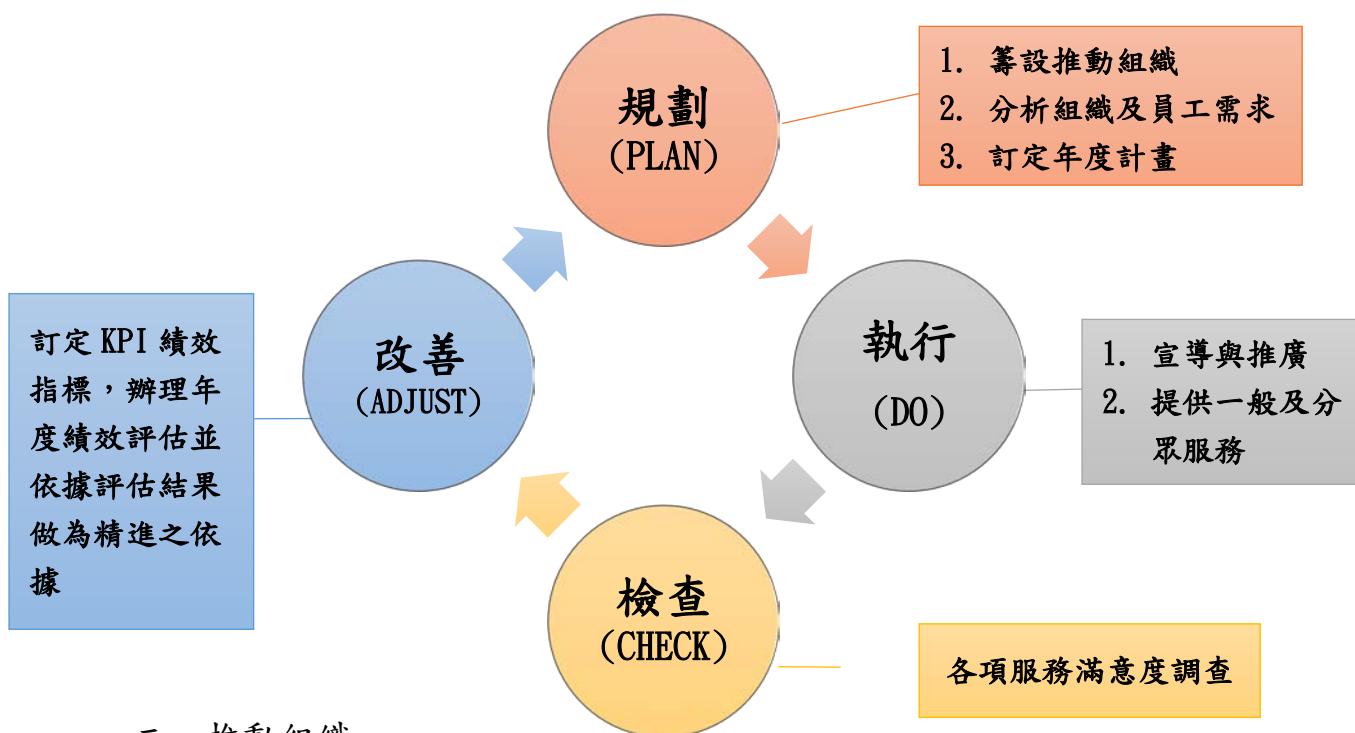 規劃
(PLAN)
1. 籌設推動組織
2. 分析組織及員工需求
3. 訂定年度計畫
執行
(DO)
1. 宣導與推廣
2. 提供一般及分
眾服務
檢查
(CHECK)
各項服務滿意度調查
改善
(ADJUST)
訂定 KPI 績效
指標，辦理年
度績效評估並
依據評估結果
做為精進之依
據
推動組織